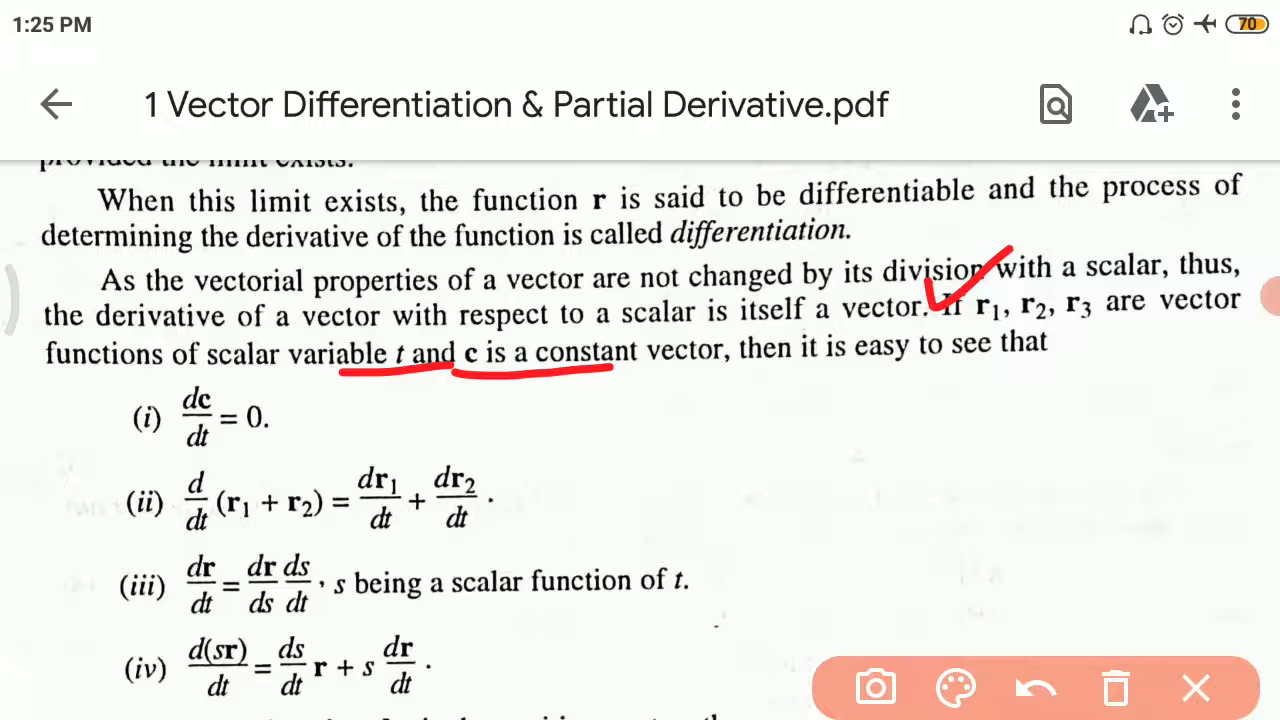 1:25 PM
70
1 Vector Differentiation & Partial Derivative.pdf
provided the limit exists.
When this limit exists, the function r is said to be differentiable and the process of
determining the derivative of the function is called differentiation.
As the vectorial properties of a vector are not changed by its division with a scalar, thus,
the derivative of a vector with respect to a scalar is itself a vector. If r₁, r₂, r₃ are vector
functions of scalar variable t and c is a constant vector, then it is easy to see that
(i) dc/dt = 0.
(ii) d/dt (r₁ + r₂) = dr₁/dt + dr₂/dt .
(iii) dr/dt = dr/ds ds/dt , s being a scalar function of t.
(iv) d(sr)/dt = ds/dt r + s dr/dt .